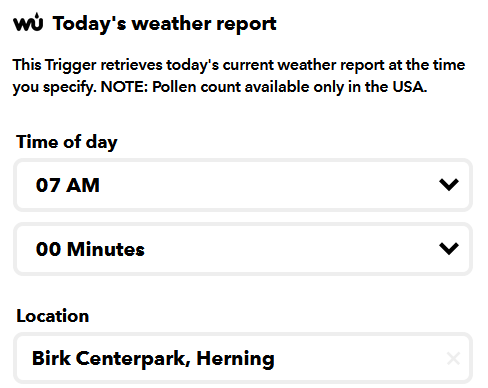 wu Today's weather report
This Trigger retrieves today's current weather report at the time
you specify. NOTE: Pollen count available only in the USA.
Time of day
07 AM
00 Minutes
Location
Birk Centerpark, Herning